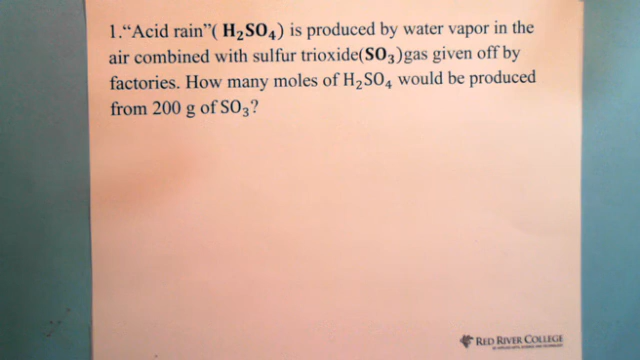 1.“Acid rain”( H₂SO₄) is produced by water vapor in the
air combined with sulfur trioxide(SO₃)gas given off by
factories. How many moles of H₂SO₄ would be produced
from 200 g of SO₃?
RED RIVER COLLEGE